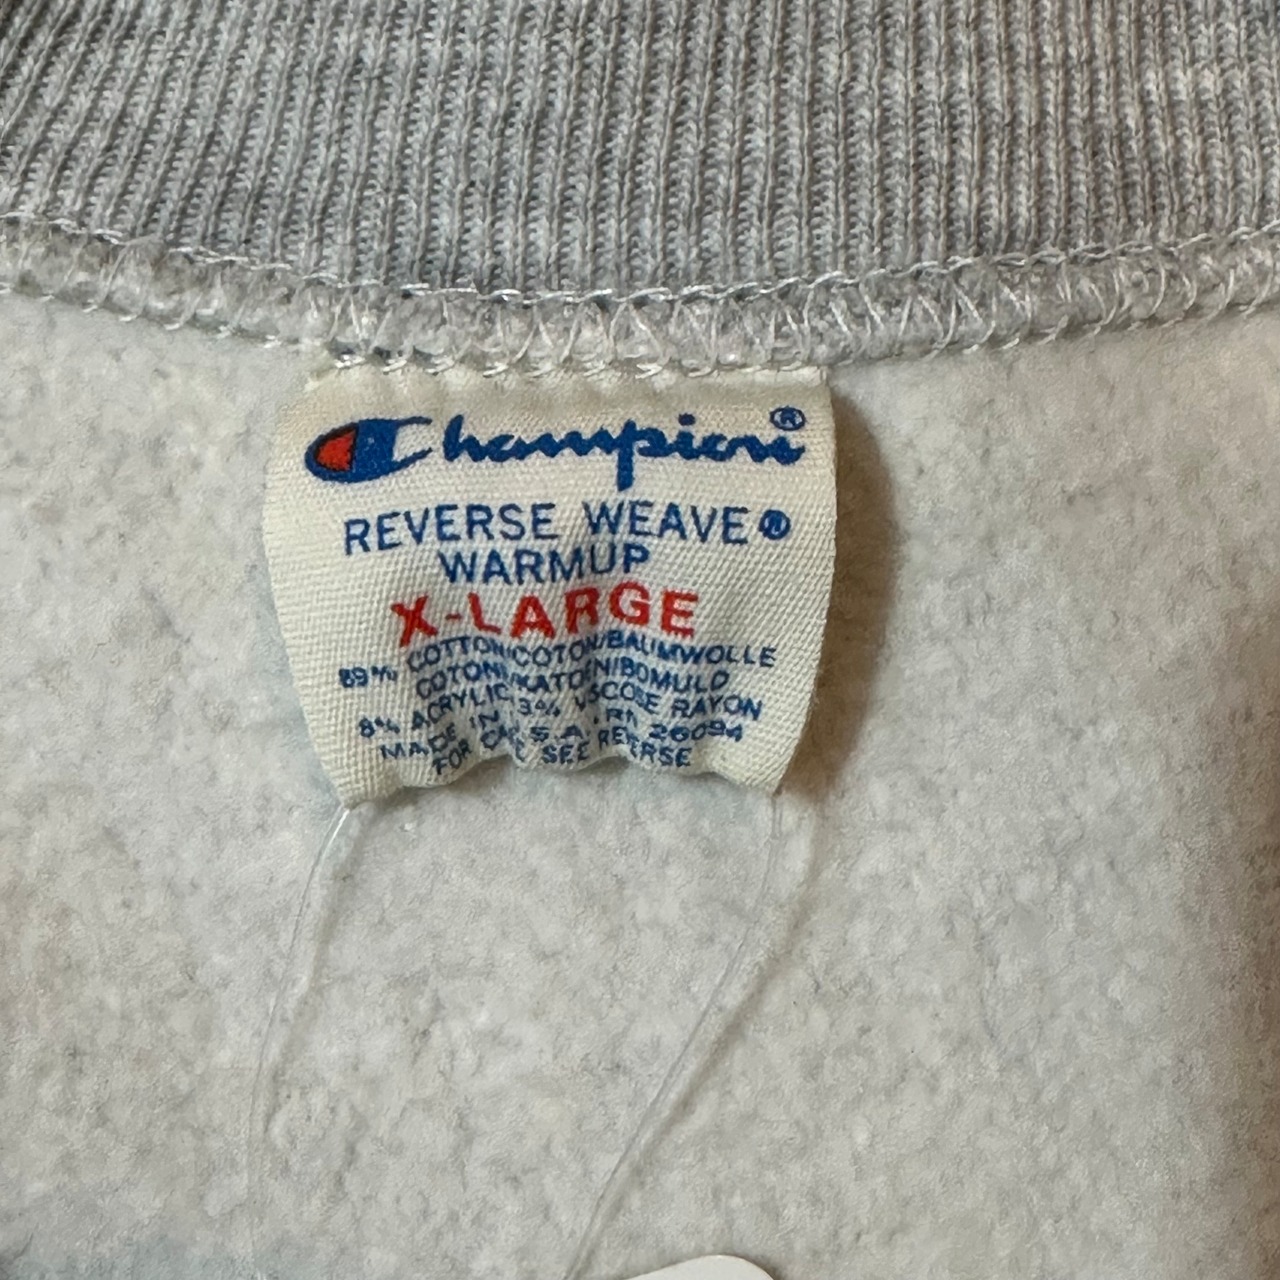 Champion®
REVERSE WEAVE®
WARMUP
X-LARGE
89% COTTON/COTON/BAUMWOLLE
COTONE/KATOEN/BOMULD
8% ACRYLIC 3% VISCOSE RAYON
MADE IN U.S.A. RN 26094
FOR CARE SEE REVERSE